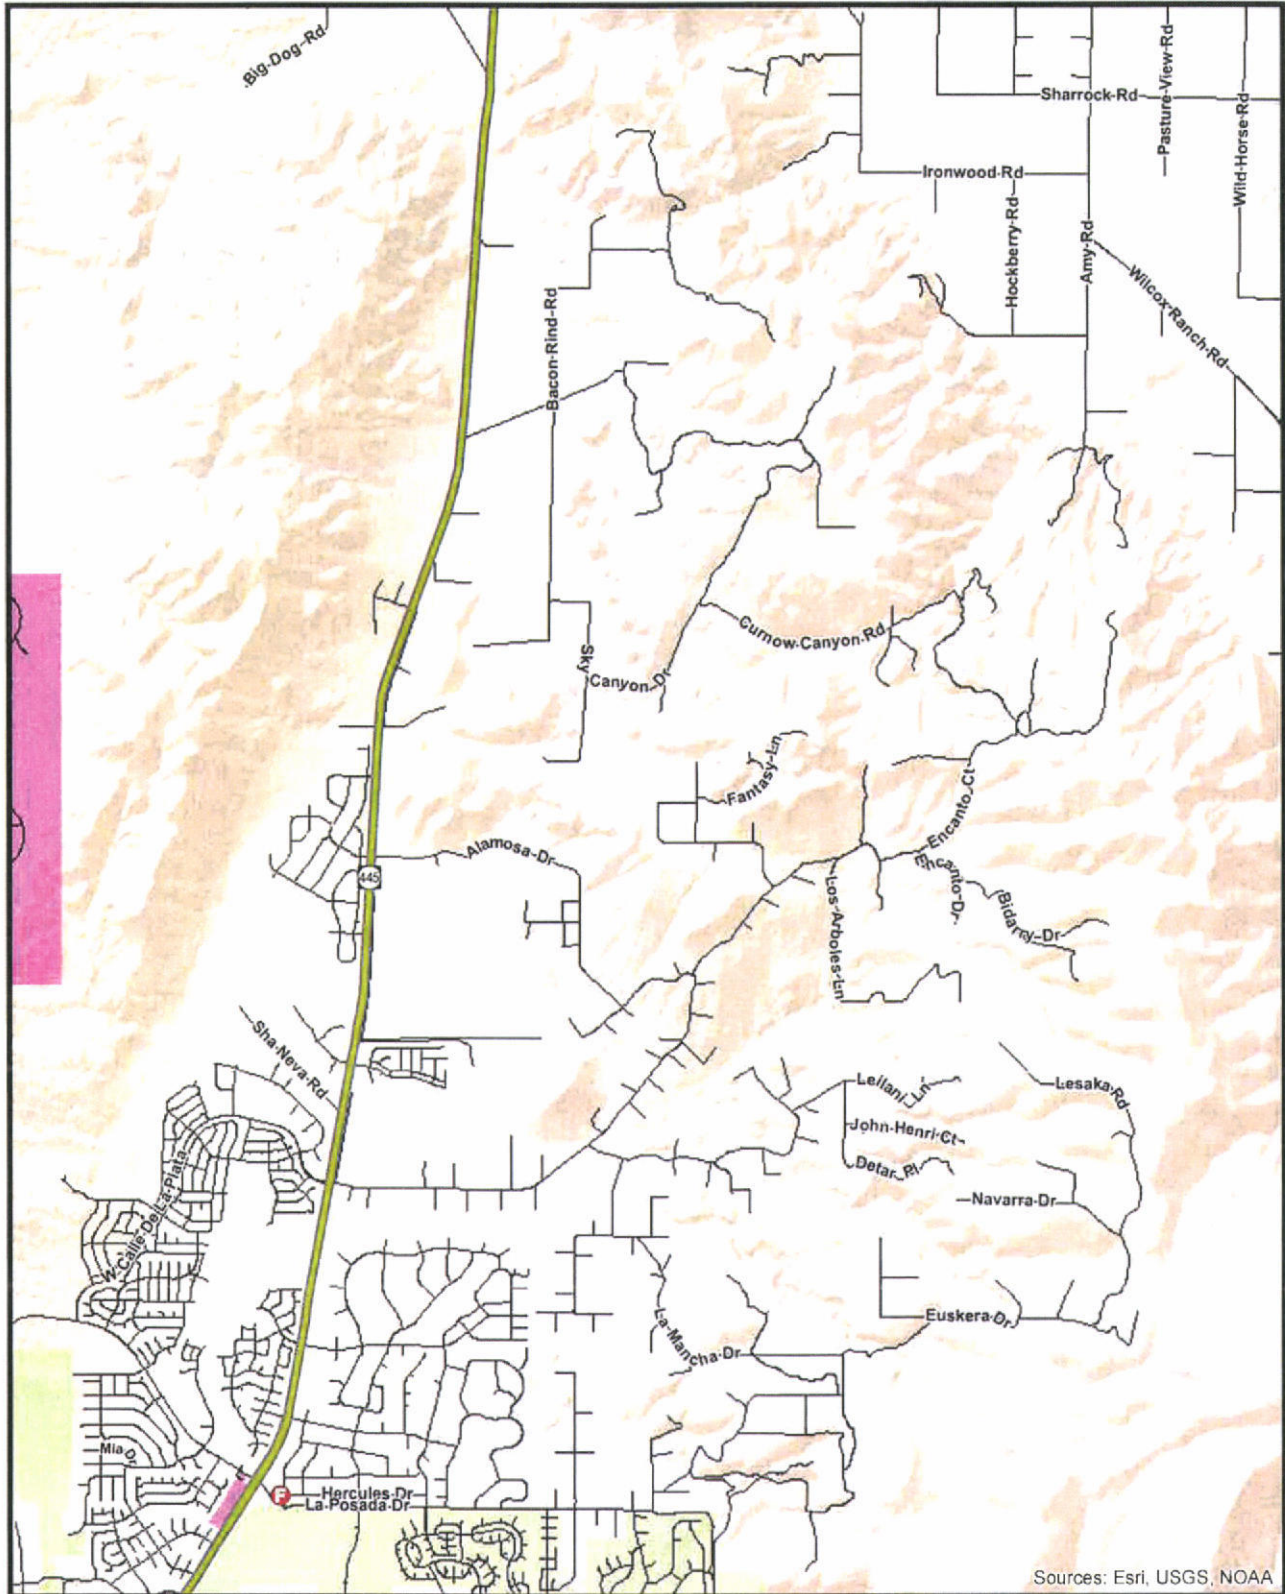 Big-Dog-Rd
Pasture-View-Rd
Sharrock-Rd
Wild-Horse-Rd
Ironwood-Rd
Hockberry-Rd
Amy-Rd
Wilcox-Ranch-Rd
Bacon-Rind-Rd
Curnow-Canyon-Rd
Sky
Canyon-Dr
Fantasy-Ln
Encanto-Ct
Alamosa-Dr
445
Encanto-Dr
Los-Arboles-Ln
Bidarry-Dr
Sha-Neva-Rd
Leilani-Ln
Lesaka-Rd
John-Henri-Ct
Detar-Pl
W-Calle-De-La-Plata
Navarra-Dr
Euskera-Dr
La-Mancha-Dr
Mia-Dr
F
Hercules-Dr
La-Posada-Dr
Sources: Esri, USGS, NOAA